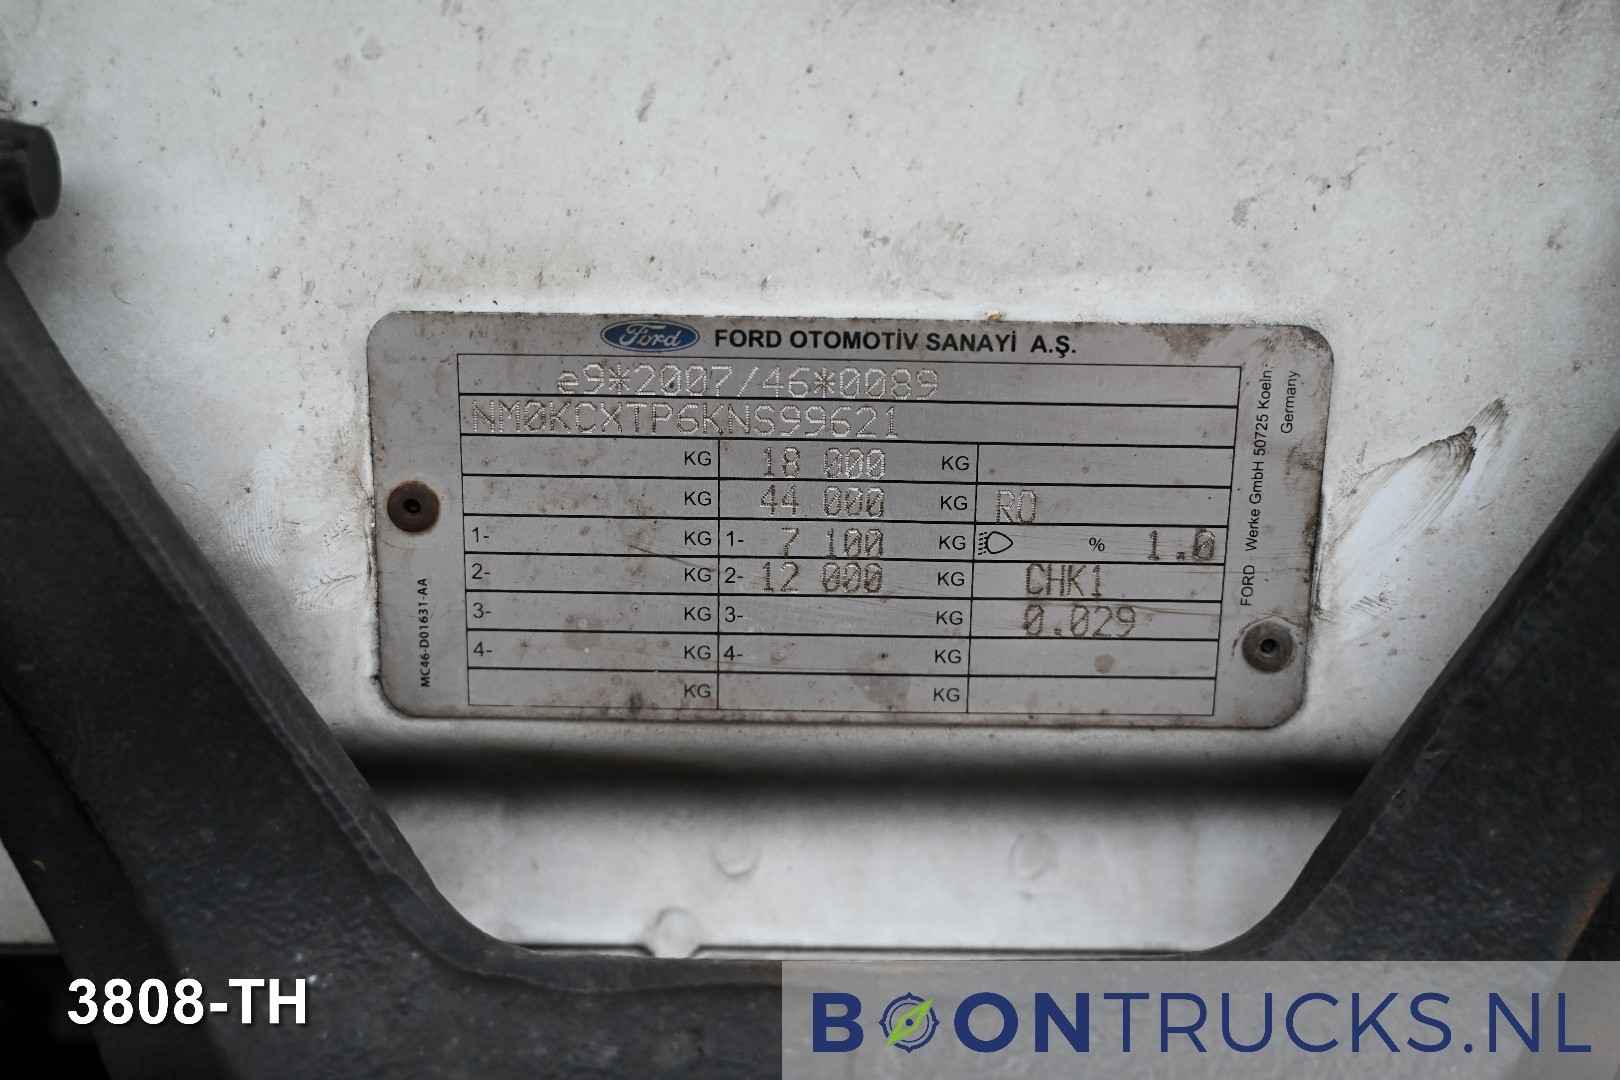 Ford FORD OTOMOTİV SANAYİ A.Ş.
e9*2007/46*0089
NM0KCXTP6KNS99621
KG 18 000 KG
KG 44 000 KG RO
1- KG 1- 7 100 KG % 1.0
2- KG 2- 12 000 KG CHK1
3- KG 3- KG 0.029
4- KG 4- KG
KG KG
MC46-D01631-AA
FORD Werke GmbH 50725 Koeln
Germany
3808-TH
BOONTRUCKS.NL